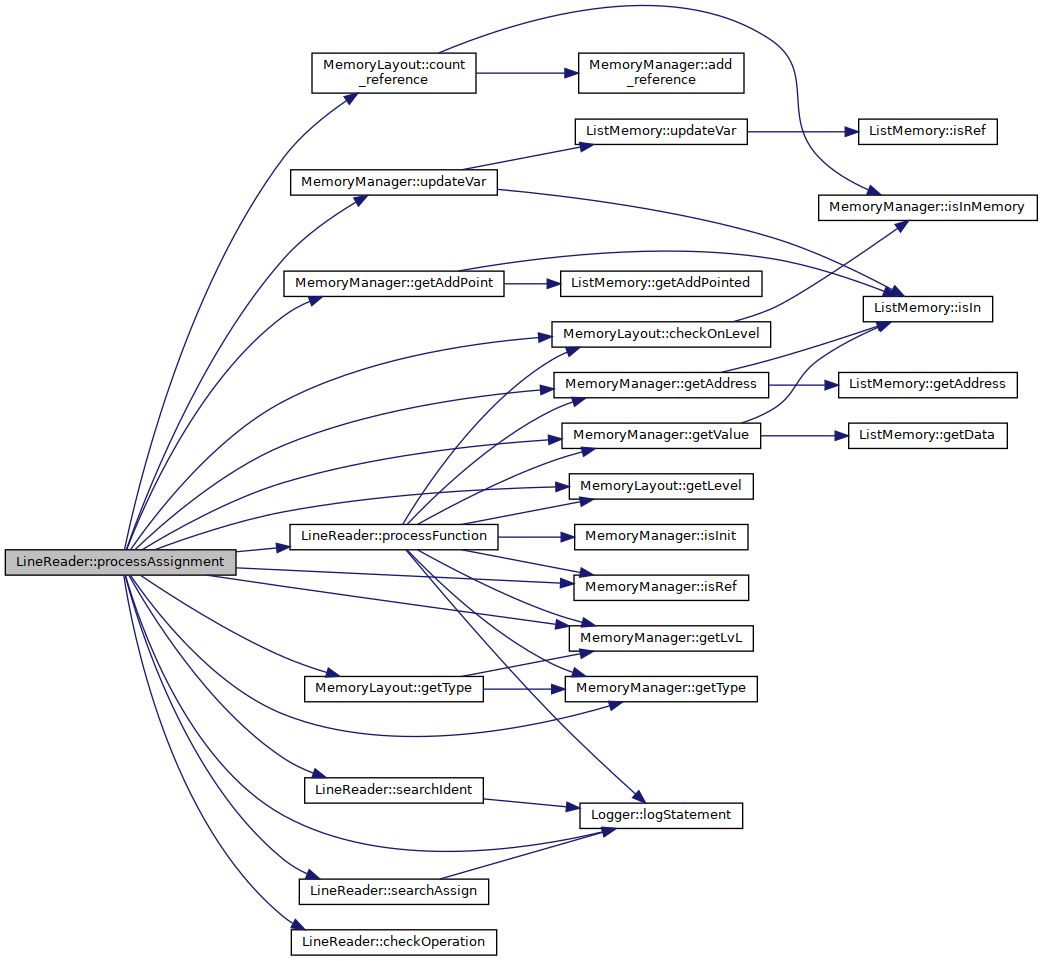 MemoryLayout::count
_reference
MemoryManager::add
_reference
ListMemory::updateVar
ListMemory::isRef
MemoryManager::updateVar
MemoryManager::isInMemory
MemoryManager::getAddPoint
ListMemory::getAddPointed
ListMemory::isIn
MemoryLayout::checkOnLevel
MemoryManager::getAddress
ListMemory::getAddress
MemoryManager::getValue
ListMemory::getData
MemoryLayout::getLevel
LineReader::processFunction
MemoryManager::isInit
LineReader::processAssignment
MemoryManager::isRef
MemoryManager::getLvL
MemoryLayout::getType
MemoryManager::getType
LineReader::searchIdent
Logger::logStatement
LineReader::searchAssign
LineReader::checkOperation